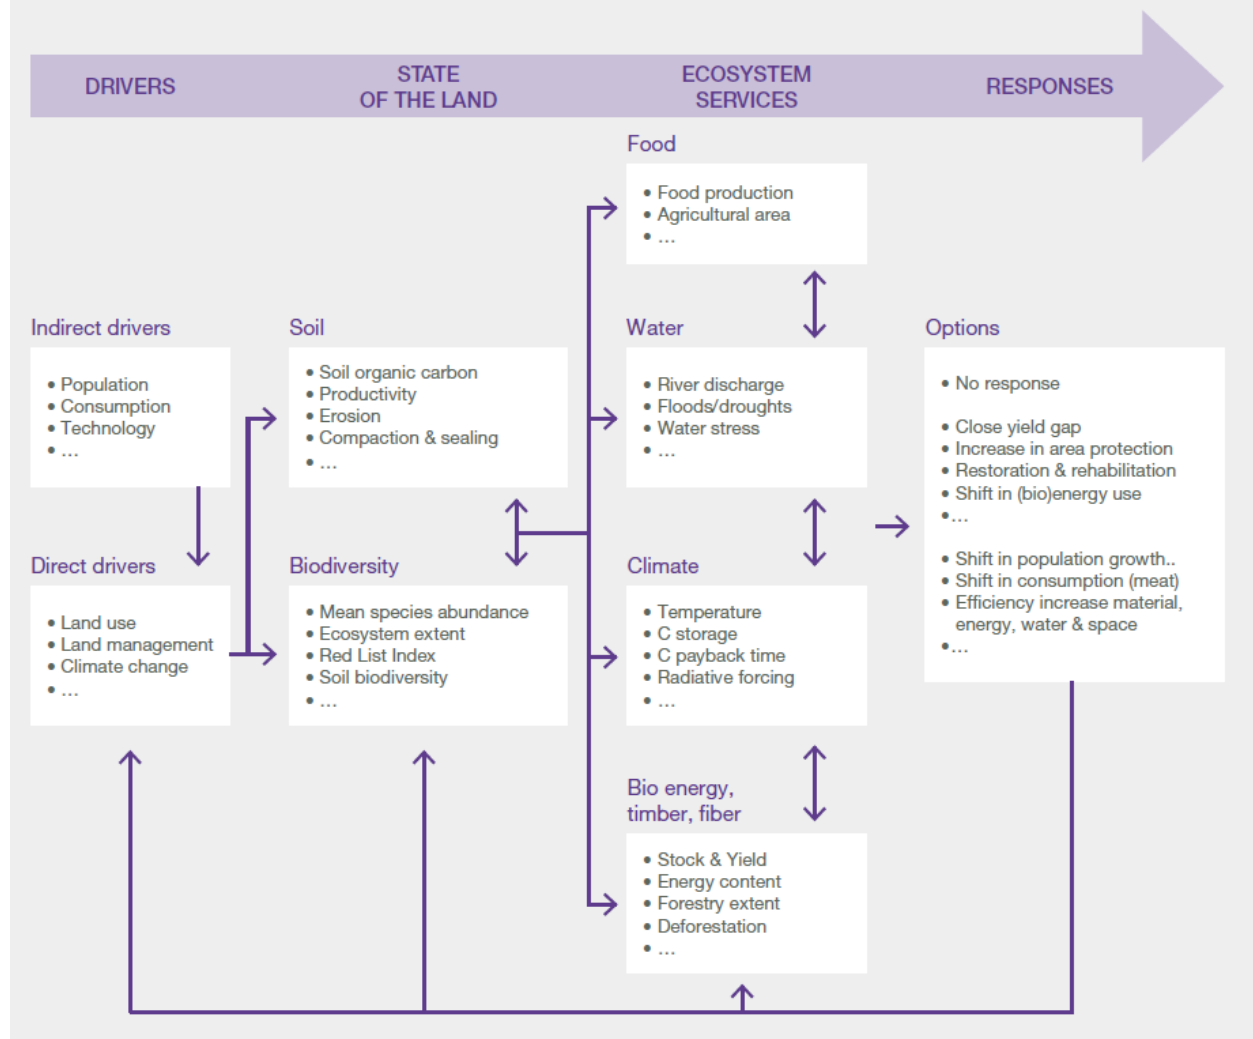 DRIVERS
STATE
OF THE LAND
ECOSYSTEM
SERVICES
RESPONSES
Indirect drivers
• Population
• Consumption
• Technology
• ...
Direct drivers
• Land use
• Land management
• Climate change
• ...
Soil
• Soil organic carbon
• Productivity
• Erosion
• Compaction & sealing
• ...
Biodiversity
• Mean species abundance
• Ecosystem extent
• Red List Index
• Soil biodiversity
• ...
Food
• Food production
• Agricultural area
• ...
Water
• River discharge
• Floods/droughts
• Water stress
• ...
Climate
• Temperature
• C storage
• C payback time
• Radiative forcing
• ...
Bio energy,
timber, fiber
• Stock & Yield
• Energy content
• Forestry extent
• Deforestation
• ...
Options
• No response
• Close yield gap
• Increase in area protection
• Restoration & rehabilitation
• Shift in (bio)energy use
•...
• Shift in population growth..
• Shift in consumption (meat)
• Efficiency increase material,
energy, water & space
•...